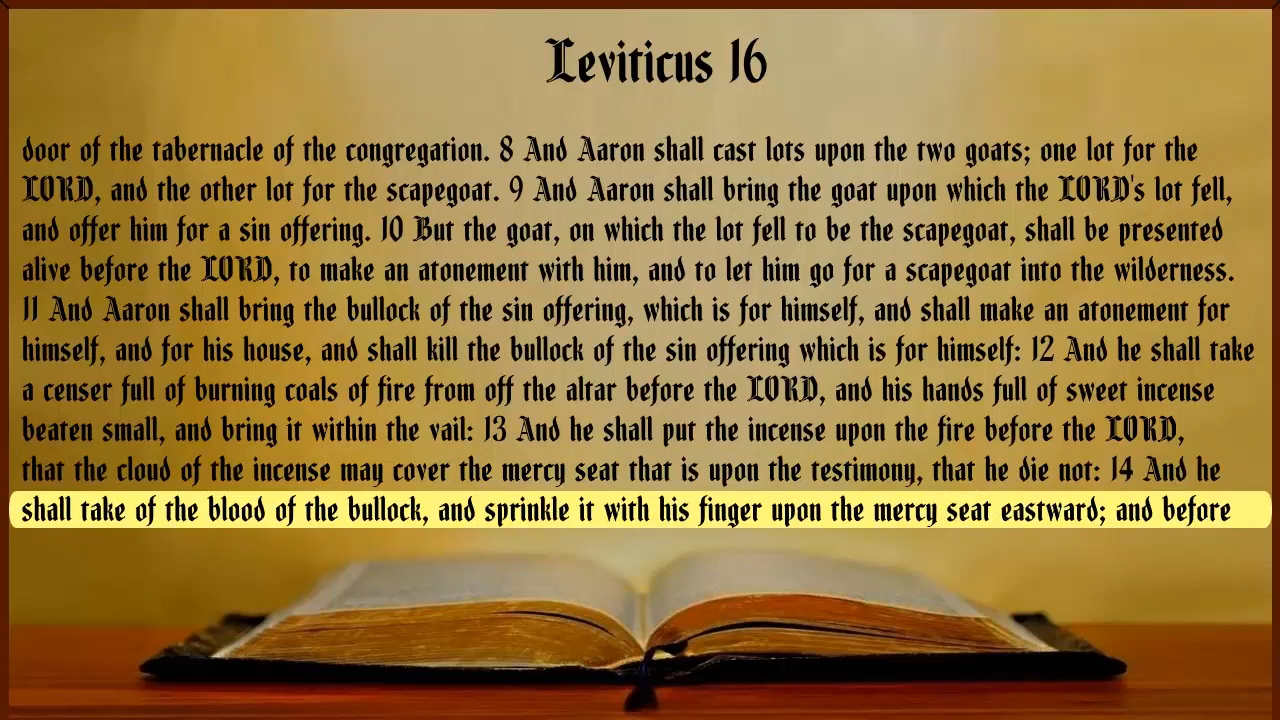 Leviticus 16
door of the tabernacle of the congregation. 8 And Aaron shall cast lots upon the two goats; one lot for the
LORD, and the other lot for the scapegoat. 9 And Aaron shall bring the goat upon which the LORD's lot fell,
and offer him for a sin offering. 10 But the goat, on which the lot fell to be the scapegoat, shall be presented
alive before the LORD, to make an atonement with him, and to let him go for a scapegoat into the wilderness.
11 And Aaron shall bring the bullock of the sin offering, which is for himself, and shall make an atonement for
himself, and for his house, and shall kill the bullock of the sin offering which is for himself: 12 And he shall take
a censer full of burning coals of fire from off the altar before the LORD, and his hands full of sweet incense
beaten small, and bring it within the vail: 13 And he shall put the incense upon the fire before the LORD,
that the cloud of the incense may cover the mercy seat that is upon the testimony, that he die not: 14 And he
shall take of the blood of the bullock, and sprinkle it with his finger upon the mercy seat eastward; and before